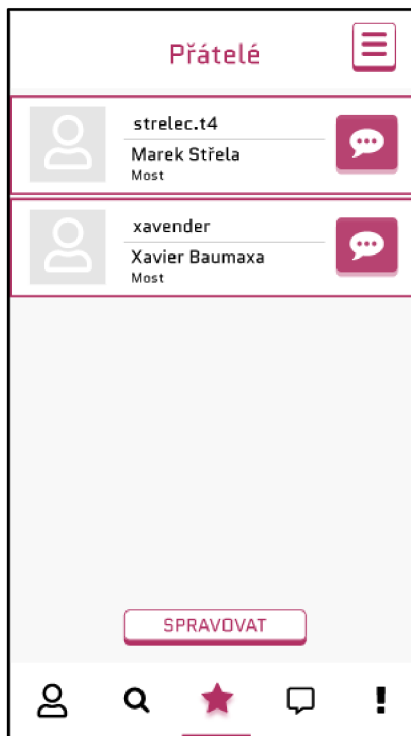 Přátelé
strelec.t4
Marek Střela
Most
xavender
Xavier Baumaxa
Most
SPRAVOVAT